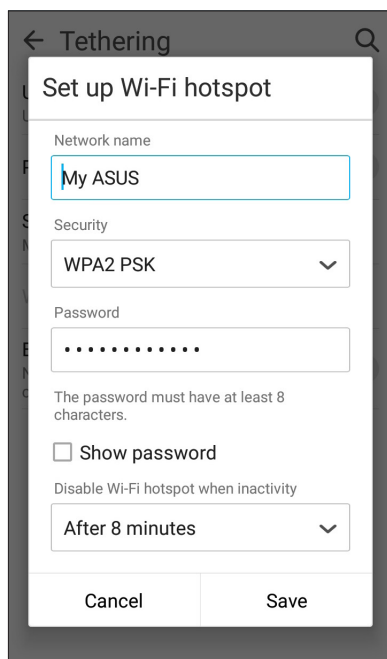 Tethering
Set up Wi-Fi hotspot
Network name
My ASUS
Security
WPA2 PSK
Password
••••••••••••
The password must have at least 8
characters.
Show password
Disable Wi-Fi hotspot when inactivity
After 8 minutes
Cancel Save